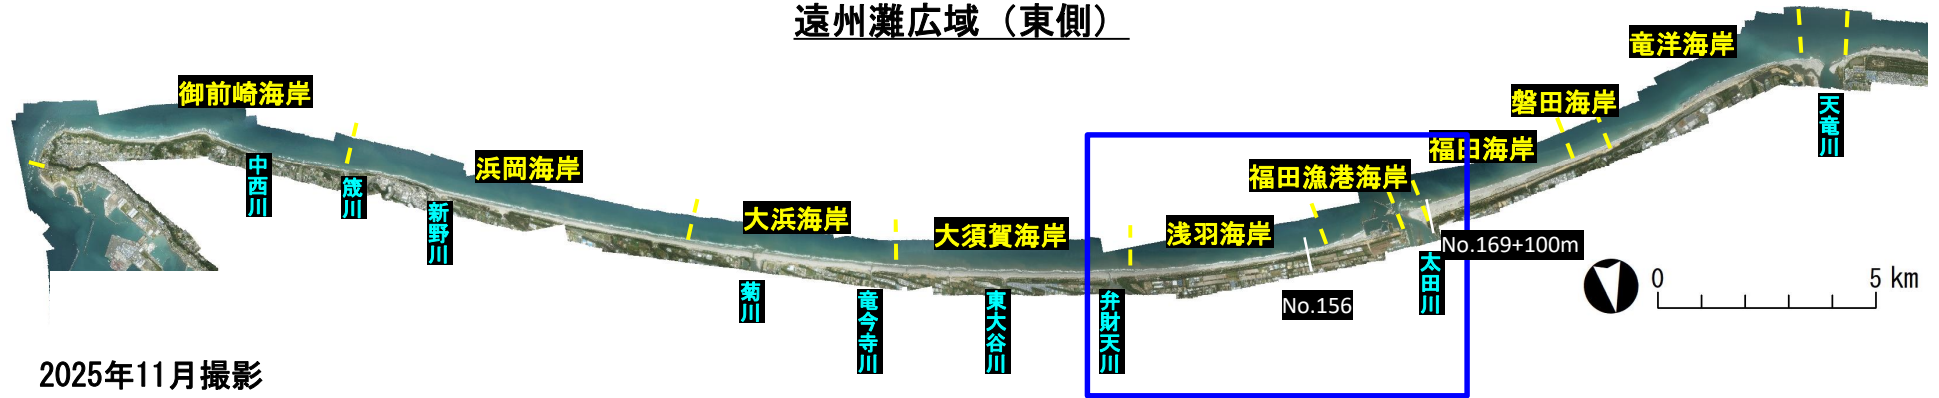 遠州灘広域（東側）
竜洋海岸
御前崎海岸
磐田海岸
天竜川
福田海岸
浜岡海岸
福田漁港海岸
中西川
筬川
新野川
大浜海岸
大須賀海岸
浅羽海岸
No.169+100m
太田川
0 5 km
菊川
竜今寺川
東大谷川
弁財天川
No.156
2025年11月撮影